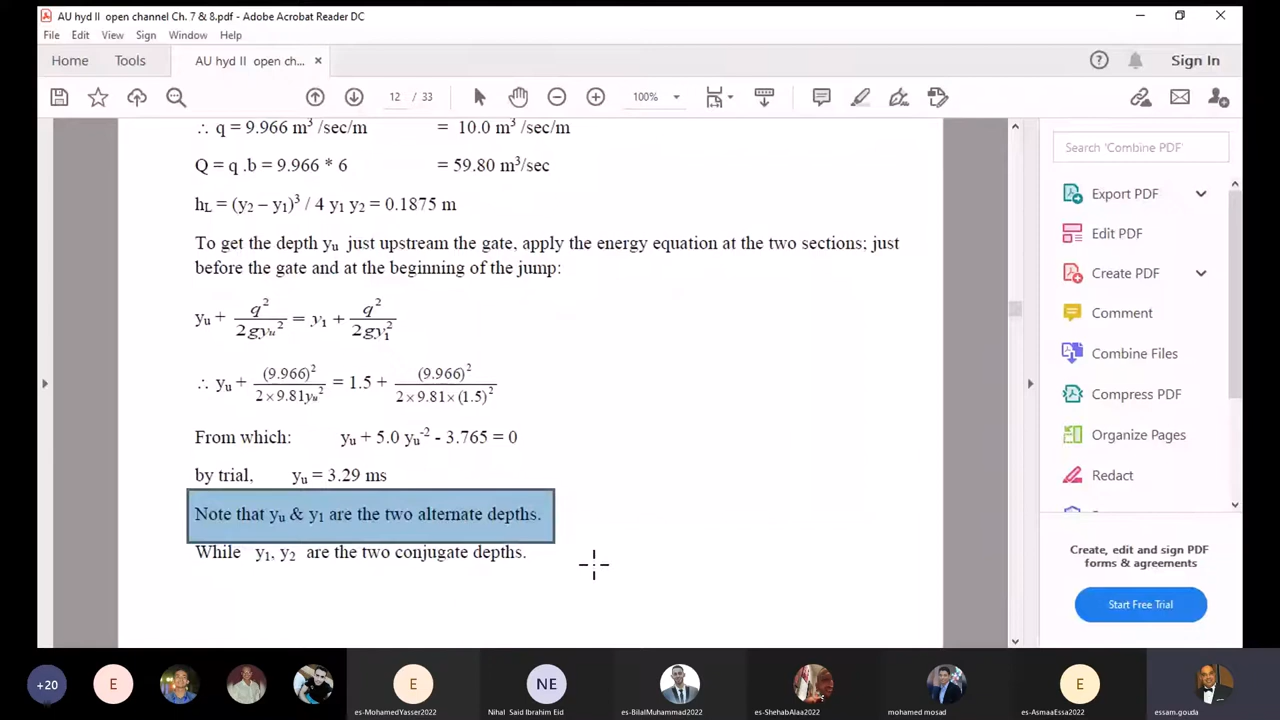 AU hyd II open channel Ch. 7 & 8.pdf - Adobe Acrobat Reader DC
File Edit View Sign Window Help
Home Tools AU hyd II open ch... × Sign In
12 / 33 100%
∴ q = 9.966 m³ /sec/m = 10.0 m³ /sec/m
Q = q .b = 9.966 * 6 = 59.80 m³/sec
hL = (y₂ – y₁)³ / 4 y₁ y₂ = 0.1875 m
To get the depth yu just upstream the gate, apply the energy equation at the two sections; just
before the gate and at the beginning of the jump:
yu + q² / 2gyu² = y₁ + q² / 2gy₁²
∴ yu + (9.966)² / 2×9.81yu² = 1.5 + (9.966)² / 2×9.81×(1.5)²
From which: yu + 5.0 yu⁻² - 3.765 = 0
by trial, yu = 3.29 ms
Note that yu & y₁ are the two alternate depths.
While y₁, y₂ are the two conjugate depths.
Search 'Combine PDF'
Export PDF
Edit PDF
Create PDF
Comment
Combine Files
Compress PDF
Organize Pages
Redact
Create, edit and sign PDF
forms & agreements
Start Free Trial
+20 E E NE E
es-MohamedYasser2022 Nihal Said Ibrahim Eid es-BilalMuhammad2022 es-ShehabAlaa2022 mohamed mosad es-AsmaaEssa2022 essam.gouda